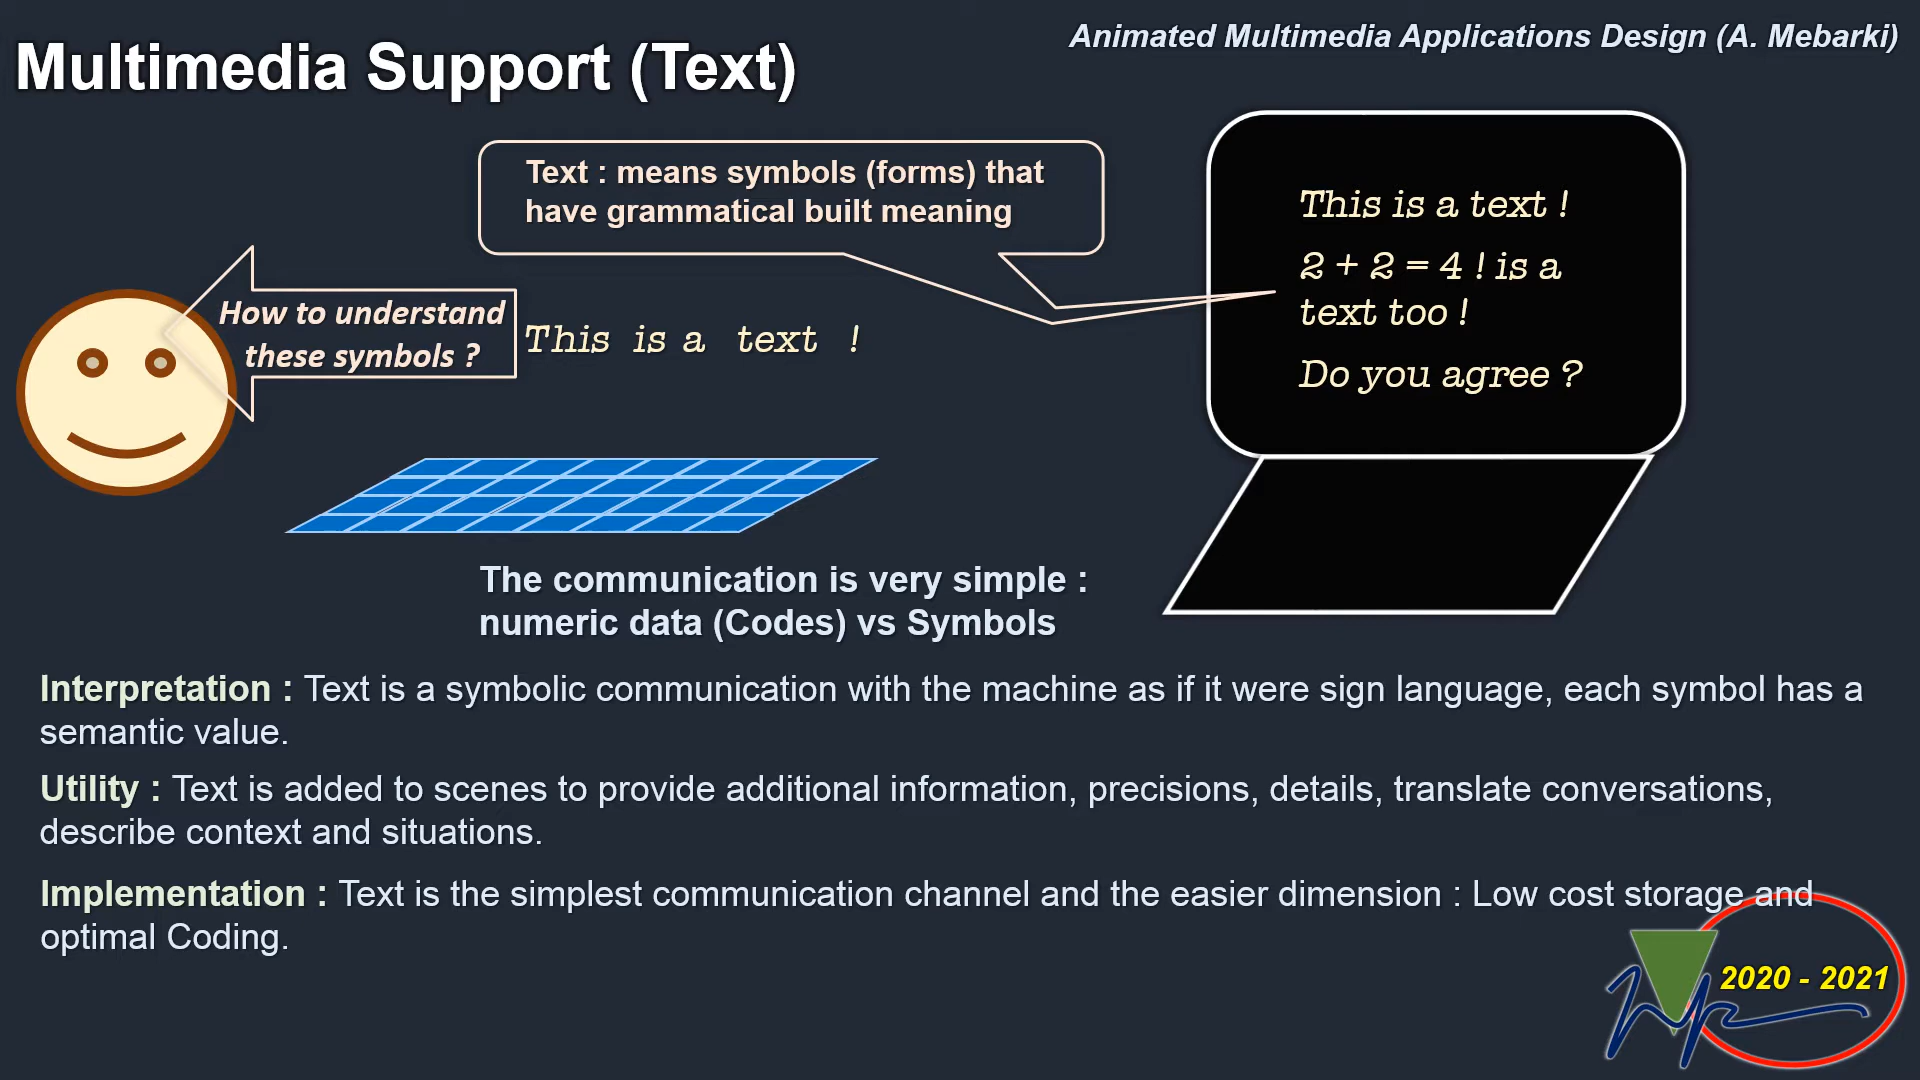 Animated Multimedia Applications Design (A. Mebarki)
Multimedia Support (Text)
Text : means symbols (forms) that
have grammatical built meaning
This is a text !
2 + 2 = 4 ! is a
text too !
Do you agree ?
How to understand
these symbols ?
This is a text !
The communication is very simple :
numeric data (Codes) vs Symbols
Interpretation : Text is a symbolic communication with the machine as if it were sign language, each symbol has a
semantic value.
Utility : Text is added to scenes to provide additional information, precisions, details, translate conversations,
describe context and situations.
Implementation : Text is the simplest communication channel and the easier dimension : Low cost storage and
optimal Coding.
2020 - 2021